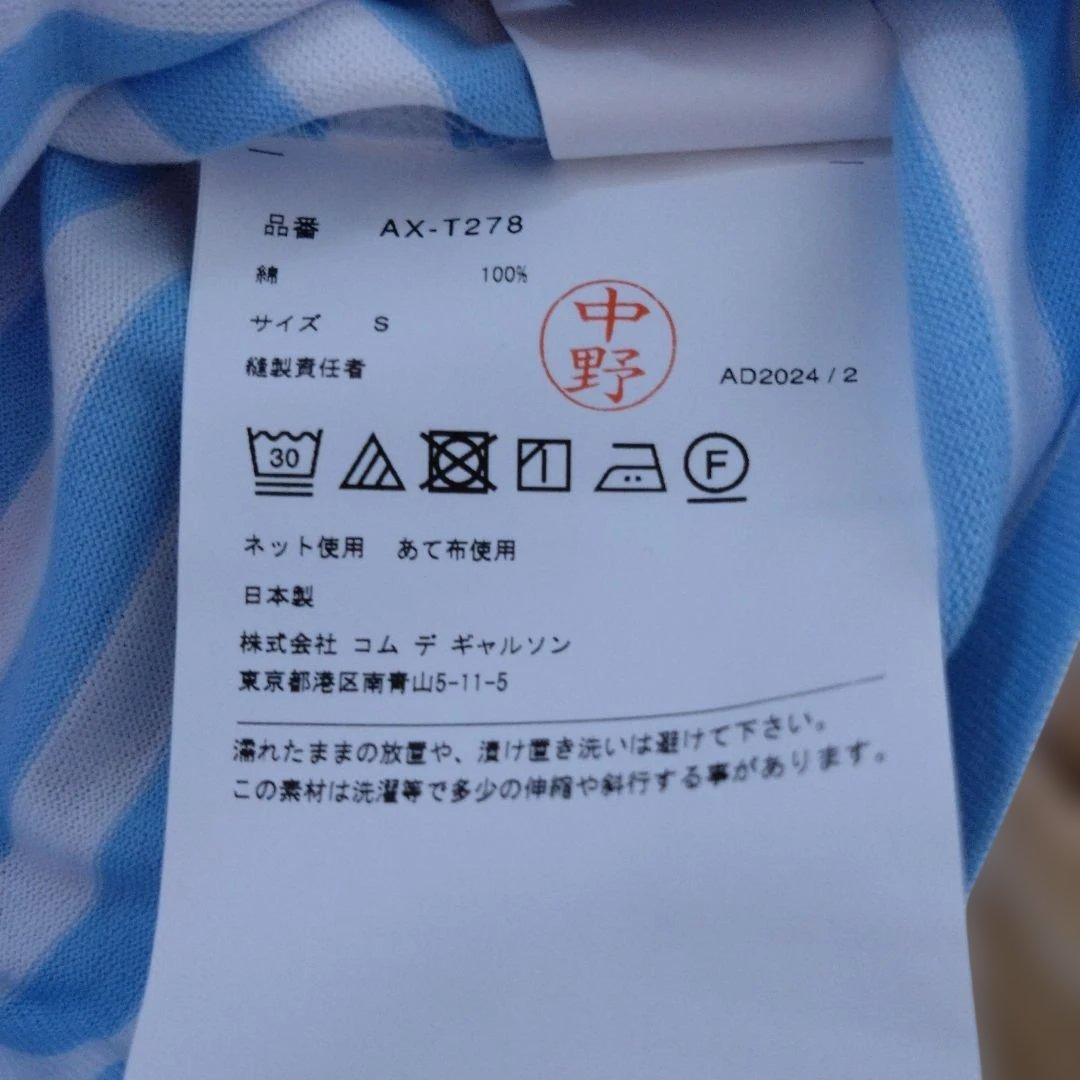 品番 AX-T278
綿 100%
サイズ S
縫製責任者
中野
AD2024 / 2
30 F
ネット使用 あて布使用
日本製
株式会社 コム デ ギャルソン
東京都港区南青山5-11-5
濡れたままの放置や、漬け置き洗いは避けて下さい。
この素材は洗濯等で多少の伸縮や斜行する事があります。